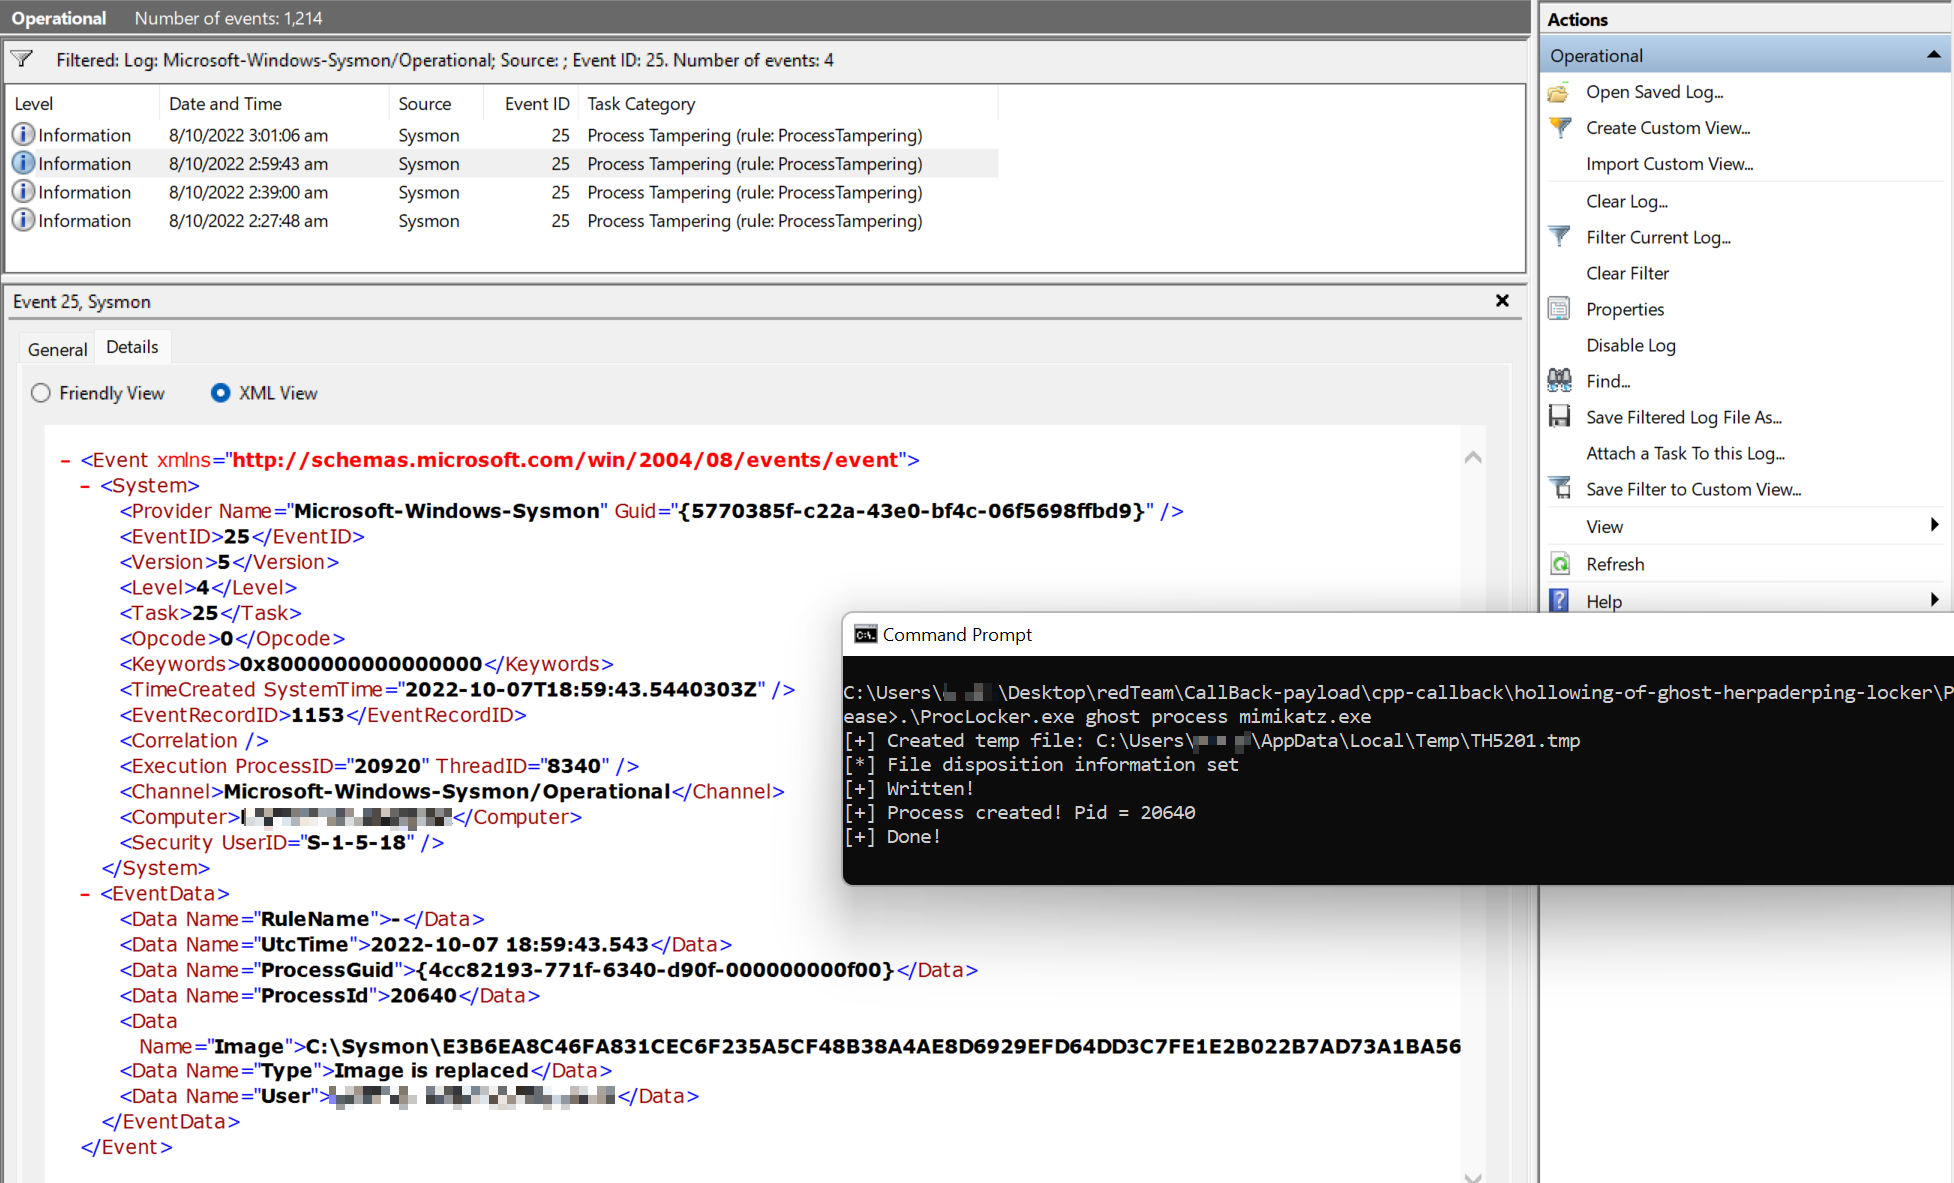 Operational Number of events: 1,214
Filtered: Log: Microsoft-Windows-Sysmon/Operational; Source: ; Event ID: 25. Number of events: 4
Level Date and Time Source Event ID Task Category
Information 8/10/2022 3:01:06 am Sysmon 25 Process Tampering (rule: ProcessTampering)
Information 8/10/2022 2:59:43 am Sysmon 25 Process Tampering (rule: ProcessTampering)
Information 8/10/2022 2:39:00 am Sysmon 25 Process Tampering (rule: ProcessTampering)
Information 8/10/2022 2:27:48 am Sysmon 25 Process Tampering (rule: ProcessTampering)
Event 25, Sysmon
General Details
Friendly View XML View
- <Event xmlns="http://schemas.microsoft.com/win/2004/08/events/event">
- <System>
<Provider Name="Microsoft-Windows-Sysmon" Guid="{5770385f-c22a-43e0-bf4c-06f5698ffbd9}" />
<EventID>25</EventID>
<Version>5</Version>
<Level>4</Level>
<Task>25</Task>
<Opcode>0</Opcode>
<Keywords>0x8000000000000000</Keywords>
<TimeCreated SystemTime="2022-10-07T18:59:43.5440303Z" />
<EventRecordID>1153</EventRecordID>
<Correlation />
<Execution ProcessID="20920" ThreadID="8340" />
<Channel>Microsoft-Windows-Sysmon/Operational</Channel>
<Computer></Computer>
<Security UserID="S-1-5-18" />
</System>
- <EventData>
<Data Name="RuleName">-</Data>
<Data Name="UtcTime">2022-10-07 18:59:43.543</Data>
<Data Name="ProcessGuid">{4cc82193-771f-6340-d90f-000000000f00}</Data>
<Data Name="ProcessId">20640</Data>
<Data
Name="Image">C:\Sysmon\E3B6EA8C46FA831CEC6F235A5CF48B38A4AE8D6929EFD64DD3C7FE1E2B022B7AD73A1BA56
<Data Name="Type">Image is replaced</Data>
<Data Name="User"></Data>
</EventData>
</Event>
Actions
Operational
Open Saved Log...
Create Custom View...
Import Custom View...
Clear Log...
Filter Current Log...
Clear Filter
Properties
Disable Log
Find...
Save Filtered Log File As...
Attach a Task To this Log...
Save Filter to Custom View...
View
Refresh
Help
Command Prompt
C:\Users\ \Desktop\redTeam\CallBack-payload\cpp-callback\hollowing-of-ghost-herpaderping-locker\P
ease>.\ProcLocker.exe ghost process mimikatz.exe
[+] Created temp file: C:\Users\ \AppData\Local\Temp\TH5201.tmp
[*] File disposition information set
[+] Written!
[+] Process created! Pid = 20640
[+] Done!